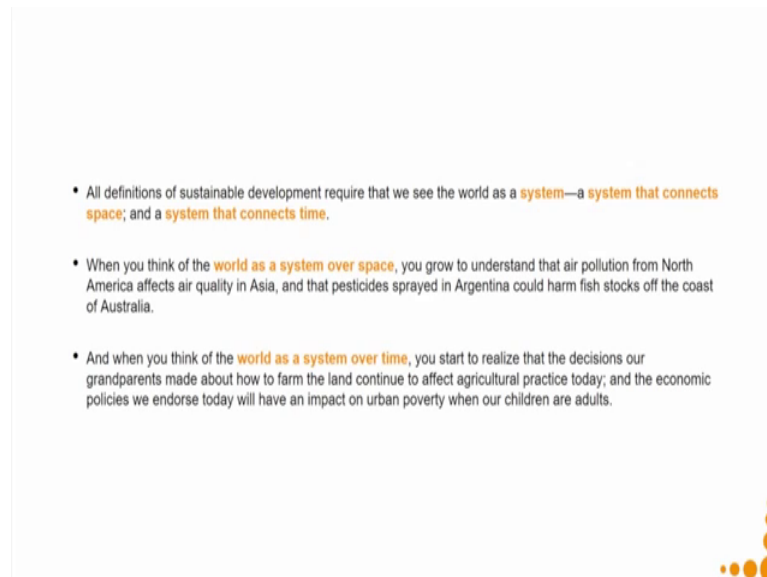 • All definitions of sustainable development require that we see the world as a system—a system that connects
space; and a system that connects time.
• When you think of the world as a system over space, you grow to understand that air pollution from North
America affects air quality in Asia, and that pesticides sprayed in Argentina could harm fish stocks off the coast
of Australia.
• And when you think of the world as a system over time, you start to realize that the decisions our
grandparents made about how to farm the land continue to affect agricultural practice today; and the economic
policies we endorse today will have an impact on urban poverty when our children are adults.